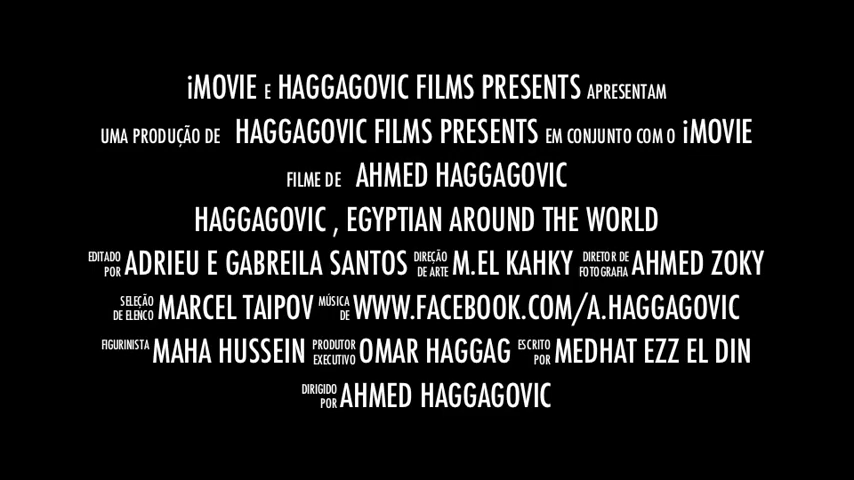 iMOVIE E HAGGAGOVIC FILMS PRESENTS APRESENTAM
UMA PRODUÇÃO DE HAGGAGOVIC FILMS PRESENTS EM CONJUNTO COM O iMOVIE
FILME DE AHMED HAGGAGOVIC
HAGGAGOVIC , EGYPTIAN AROUND THE WORLD
EDITADO POR ADRIEU E GABREILA SANTOS DIREÇÃO DE ARTE M.EL KAHKY DIRETOR DE FOTOGRAFIA AHMED ZOKY
SELEÇÃO DE ELENCO MARCEL TAIPOV MÚSICA DE WWW.FACEBOOK.COM/A.HAGGAGOVIC
FIGURINISTA MAHA HUSSEIN PRODUTOR EXECUTIVO OMAR HAGGAG ESCRITO POR MEDHAT EZZ EL DIN
DIRIGIDO POR AHMED HAGGAGOVIC